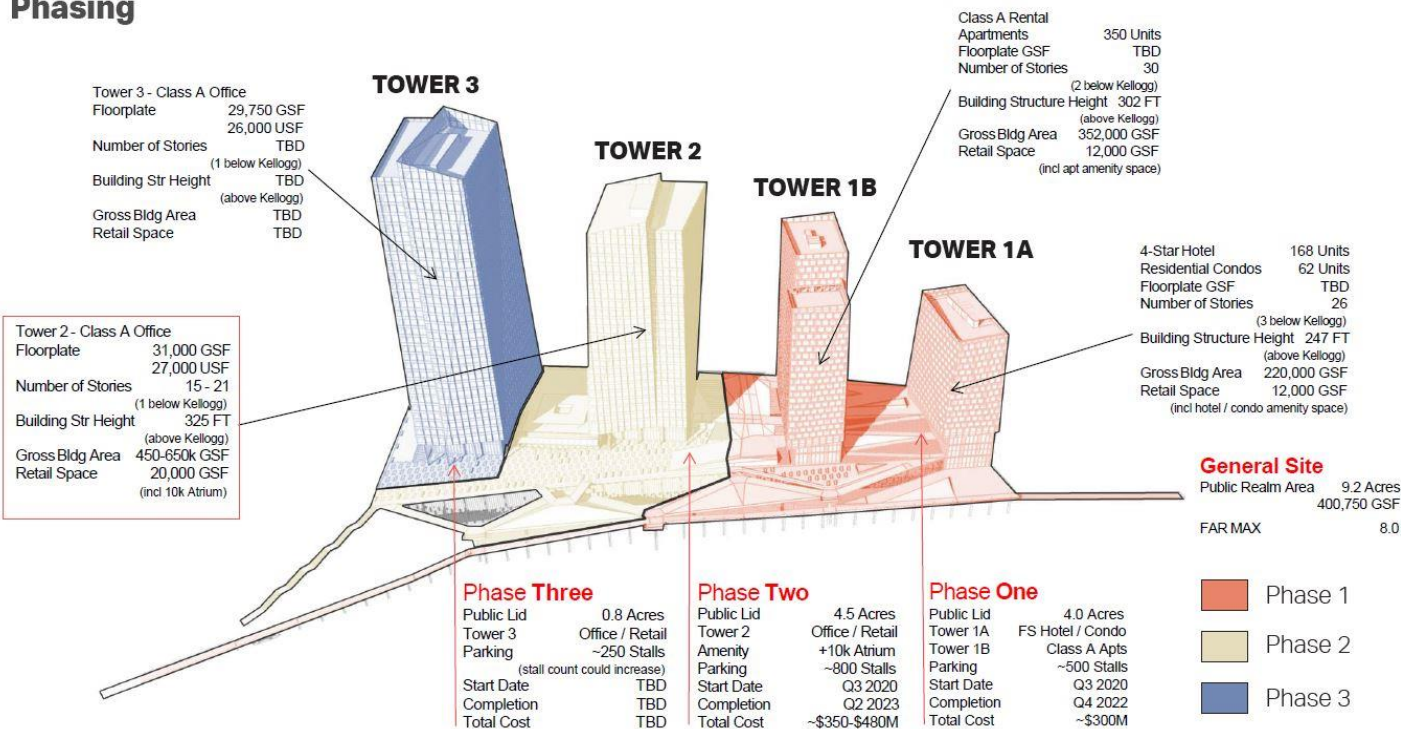 Phasing
Class A Rental
Apartments 350 Units
Floorplate GSF TBD
Number of Stories 30
(2 below Kellogg)
Building Structure Height 302 FT
(above Kellogg)
Gross Bldg Area 352,000 GSF
Retail Space 12,000 GSF
(incl apt amenity space)
TOWER 3
Tower 3 - Class A Office
Floorplate 29,750 GSF
26,000 USF
Number of Stories TBD
(1 below Kellogg)
Building Str Height TBD
(above Kellogg)
Gross Bldg Area TBD
Retail Space TBD
TOWER 2
TOWER 1B
TOWER 1A
4-Star Hotel 168 Units
Residential Condos 62 Units
Floorplate GSF TBD
Number of Stories 26
(3 below Kellogg)
Building Structure Height 247 FT
(above Kellogg)
Gross Bldg Area 220,000 GSF
Retail Space 12,000 GSF
(incl hotel / condo amenity space)
Tower 2 - Class A Office
Floorplate 31,000 GSF
27,000 USF
Number of Stories 15 - 21
(1 below Kellogg)
Building Str Height 325 FT
(above Kellogg)
Gross Bldg Area 450-650k GSF
Retail Space 20,000 GSF
(incl 10k Atrium)
General Site
Public Realm Area 9.2 Acres
400,750 GSF
FAR MAX 8.0
Phase Three
Public Lid 0.8 Acres
Tower 3 Office / Retail
Parking ~250 Stalls
(stall count could increase)
Start Date TBD
Completion TBD
Total Cost TBD
Phase Two
Public Lid 4.5 Acres
Tower 2 Office / Retail
Amenity +10k Atrium
Parking ~800 Stalls
Start Date Q3 2020
Completion Q2 2023
Total Cost ~$350-$480M
Phase One
Public Lid 4.0 Acres
Tower 1A FS Hotel / Condo
Tower 1B Class A Apts
Parking ~500 Stalls
Start Date Q3 2020
Completion Q4 2022
Total Cost ~$300M
Phase 1
Phase 2
Phase 3